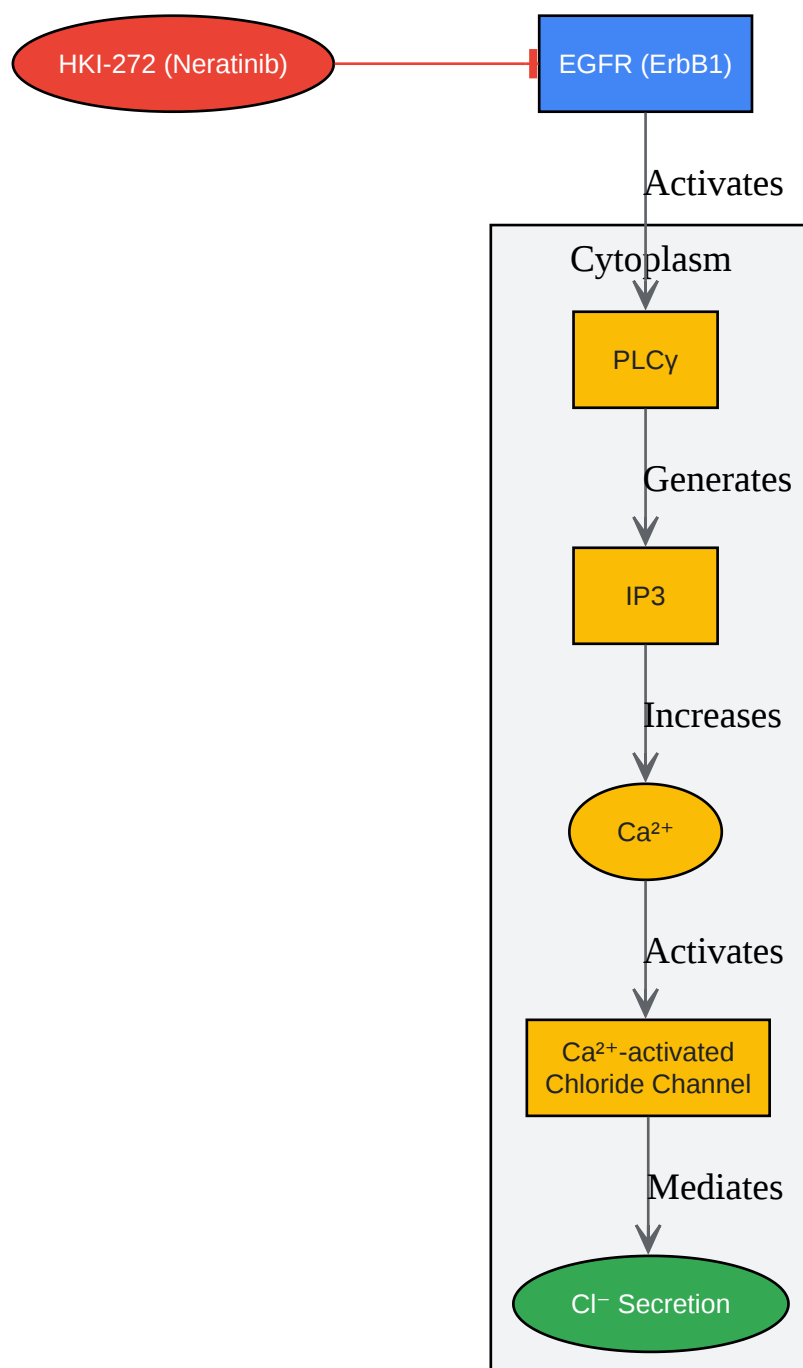 HKI-272 (Neratinib)
EGFR (ErbB1)
Activates
Cytoplasm
PLCγ
Generates
IP3
Increases
Ca²⁺
Activates
Ca²⁺-activated
Chloride Channel
Mediates
Cl⁻ Secretion